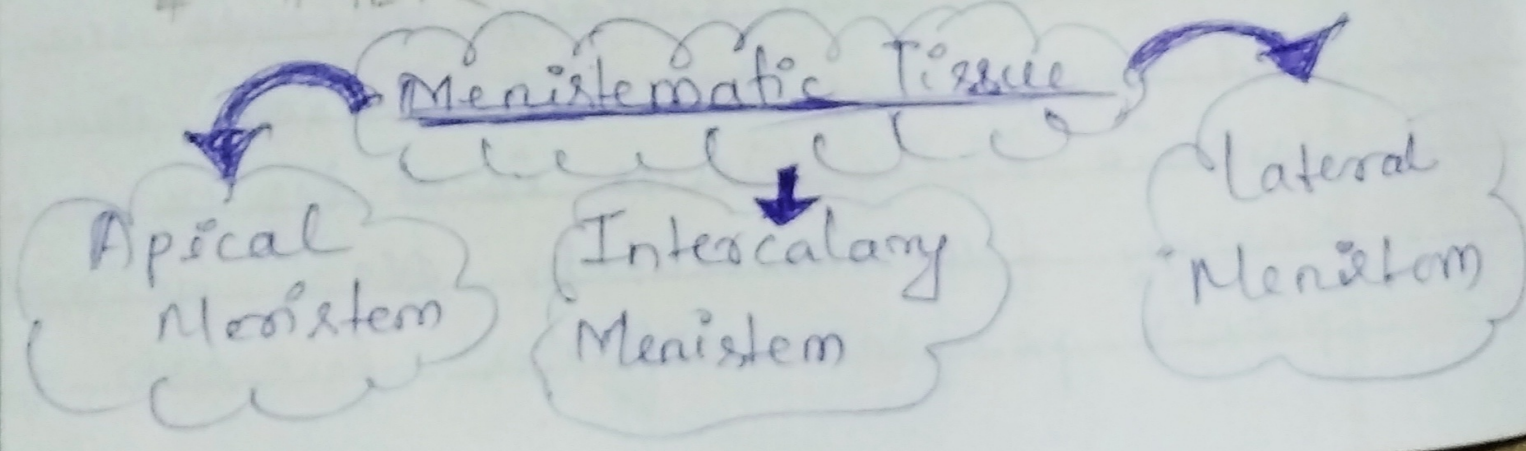 Meristematic Tissue
Apical
Meristem
Intercalary
Meristem
Lateral
Meristem